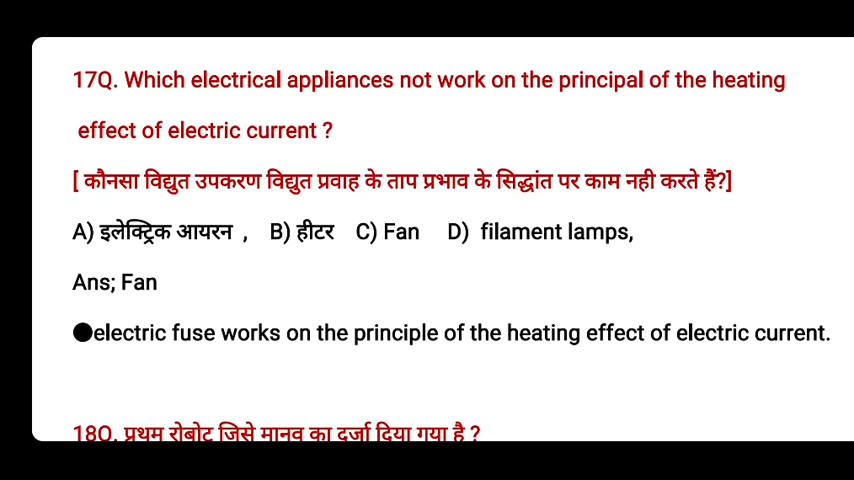 17Q. Which electrical appliances not work on the principal of the heating
effect of electric current ?
[ कौनसा विद्युत उपकरण विद्युत प्रवाह के ताप प्रभाव के सिद्धांत पर काम नही करते हैं?]
A) इलेक्ट्रिक आयरन , B) हीटर C) Fan D) filament lamps,
Ans; Fan
●electric fuse works on the principle of the heating effect of electric current.
18Q. प्रथम रोबोट जिसे मानव का दर्जा दिया गया है ?